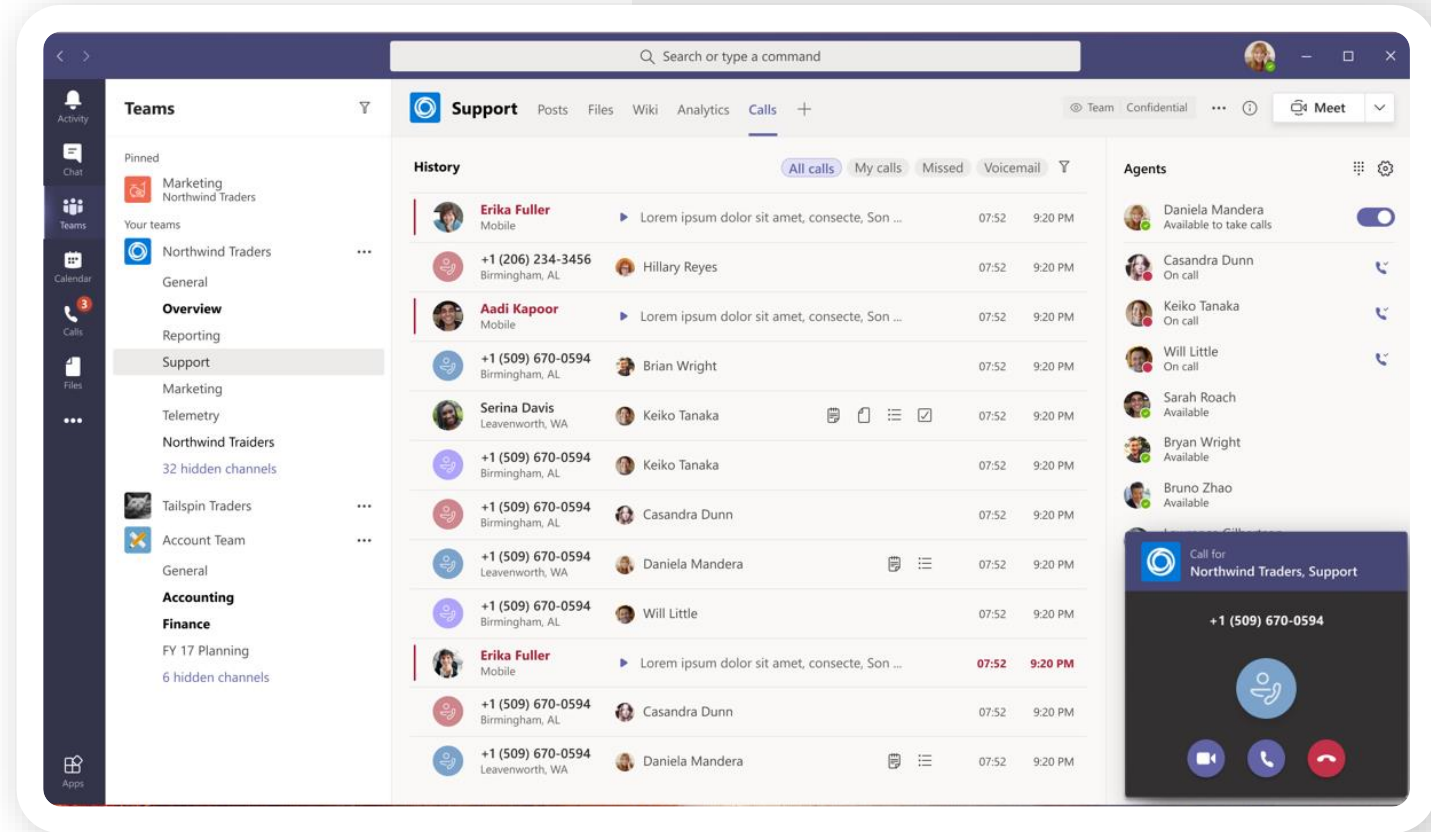 Search or type a command
Activity
Chat
Teams
Calendar
3
Calls
Files
Apps
Teams
Pinned
Marketing
Northwind Traders
Your teams
Northwind Traders
General
Overview
Reporting
Support
Marketing
Telemetry
Northwind Traiders
32 hidden channels
Tailspin Traders
Account Team
General
Accounting
Finance
FY 17 Planning
6 hidden channels
Support Posts Files Wiki Analytics Calls
Team Confidential
Meet
History
All calls My calls Missed Voicemail
Erika Fuller
Mobile
Lorem ipsum dolor sit amet, consecte, Son ... 07:52 9:20 PM
+1 (206) 234-3456
Birmingham, AL
Hillary Reyes 07:52 9:20 PM
Aadi Kapoor
Mobile
Lorem ipsum dolor sit amet, consecte, Son ... 07:52 9:20 PM
+1 (509) 670-0594
Birmingham, AL
Brian Wright 07:52 9:20 PM
Serina Davis
Leavenworth, WA
Keiko Tanaka 07:52 9:20 PM
+1 (509) 670-0594
Birmingham, AL
Keiko Tanaka 07:52 9:20 PM
+1 (509) 670-0594
Birmingham, AL
Casandra Dunn 07:52 9:20 PM
+1 (509) 670-0594
Leavenworth, WA
Daniela Mandera 07:52 9:20 PM
+1 (509) 670-0594
Birmingham, AL
Will Little 07:52 9:20 PM
Erika Fuller
Mobile
Lorem ipsum dolor sit amet, consecte, Son ... 07:52 9:20 PM
+1 (509) 670-0594
Birmingham, AL
Casandra Dunn 07:52 9:20 PM
+1 (509) 670-0594
Leavenworth, WA
Daniela Mandera 07:52 9:20 PM
Agents
Daniela Mandera
Available to take calls
Casandra Dunn
On call
Keiko Tanaka
On call
Will Little
On call
Sarah Roach
Available
Bryan Wright
Available
Bruno Zhao
Available
Call for
Northwind Traders, Support
+1 (509) 670-0594